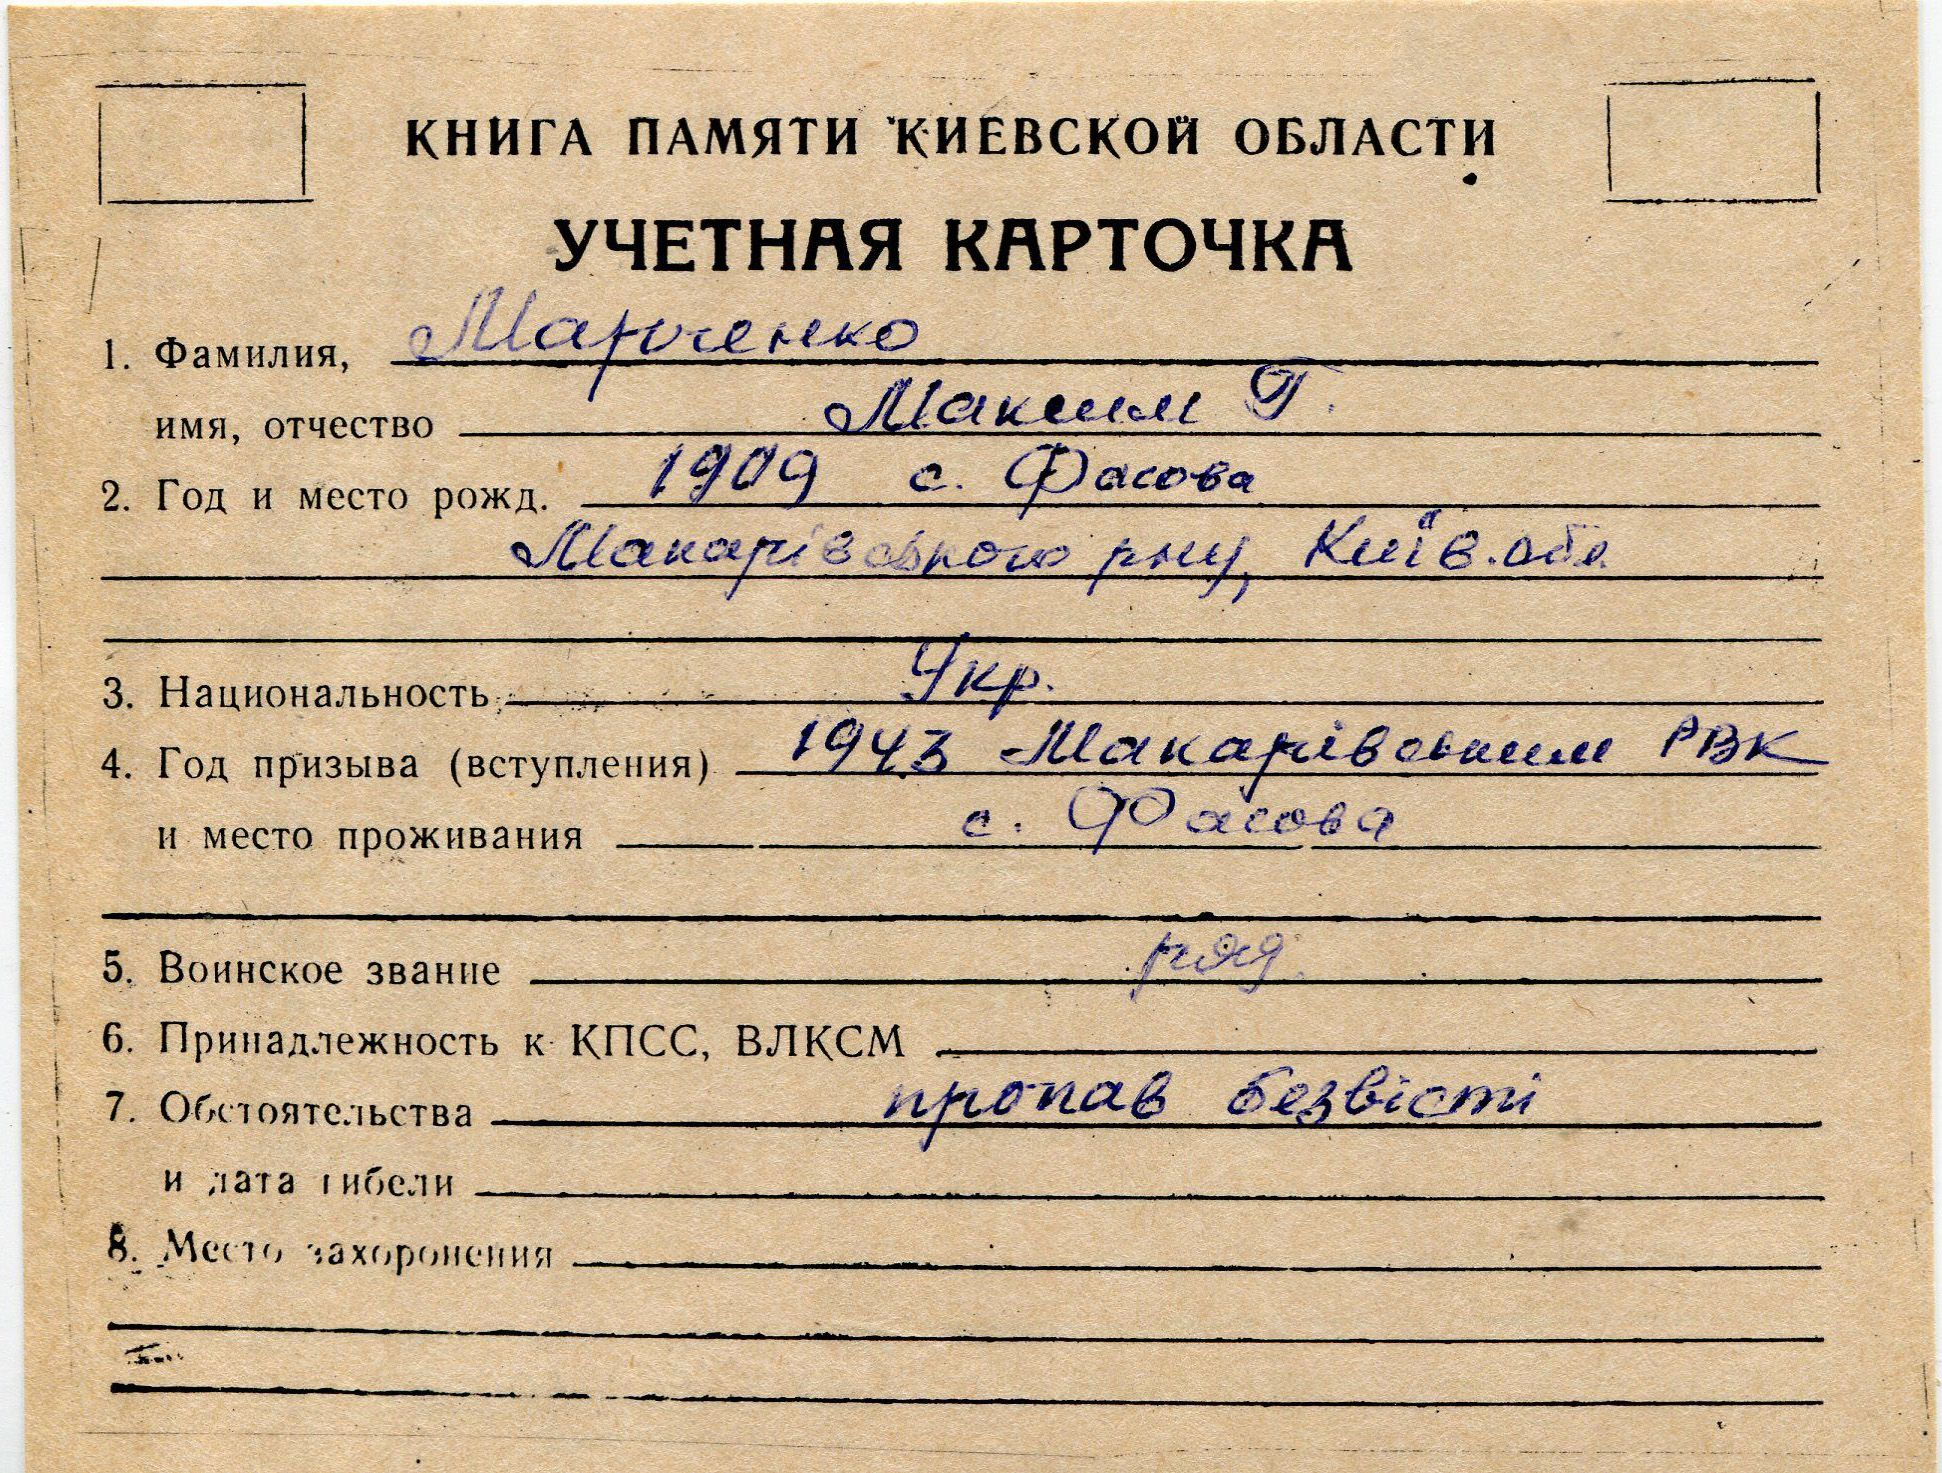 КНИГА ПАМЯТИ КИЕВСКОЙ ОБЛАСТИ
УЧЕТНАЯ КАРТОЧКА
1. Фамилия, Марченко
имя, отчество Максим Г.
2. Год и место рожд. 1909 с. Фасова
Макарівського р-ну, Київ. обл.
3. Национальность Укр.
4. Год призыва (вступления) 1943 Макарівським РВК
и место проживания с. Фасова
5. Воинское звание ряд.
6. Принадлежность к КПСС, ВЛКСМ
7. Обстоятельства пропав безвісті
и дата гибели
8. Место захоронения